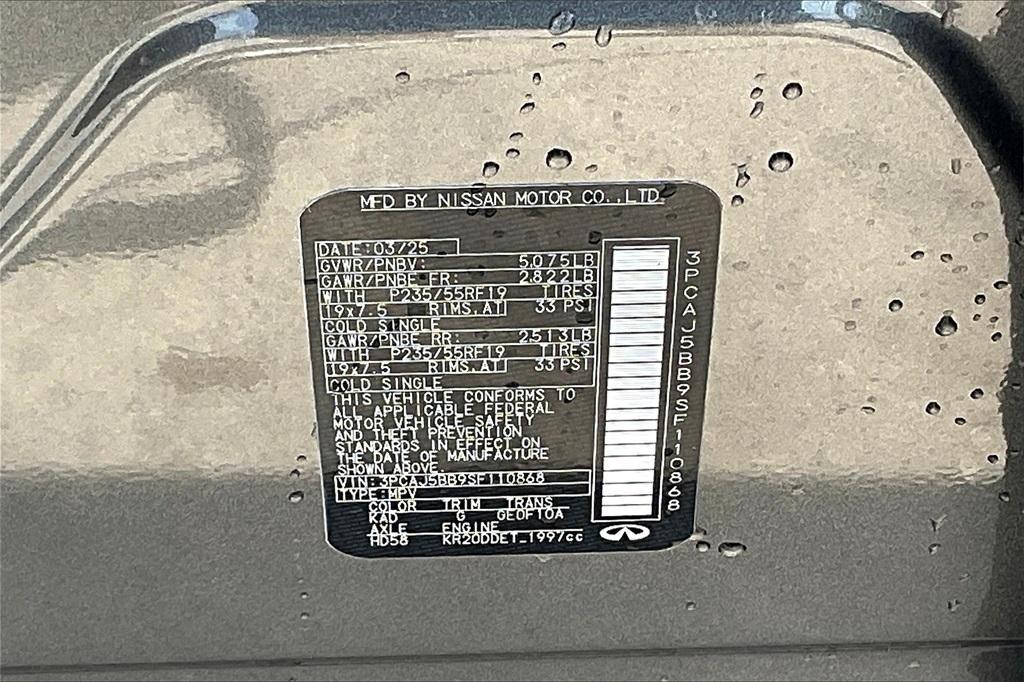 MFD BY NISSAN MOTOR CO.,LTD.
DATE:03/25
GVWR/PNBV: 5,075LB
GAWR/PNBE FR: 2,822LB
WITH P235/55RF19 TIRES
19x7.5 RIMS,AT 33 PSI
COLD SINGLE
GAWR/PNBE RR: 2,513LB
WITH P235/55RF19 TIRES
19x7.5 RIMS,AT 33 PSI
COLD SINGLE
THIS VEHICLE CONFORMS TO
ALL APPLICABLE FEDERAL
MOTOR VEHICLE SAFETY
AND THEFT PREVENTION
STANDARDS IN EFFECT ON
THE DATE OF MANUFACTURE
SHOWN ABOVE.
VIN:3PCAJ5BB9SF110868
TYPE:MPV
COLOR TRIM TRANS
KAD G GE0F10A
AXLE ENGINE
HD58 KR20DDET_1997cc
3PCAJ5BB9SF110868